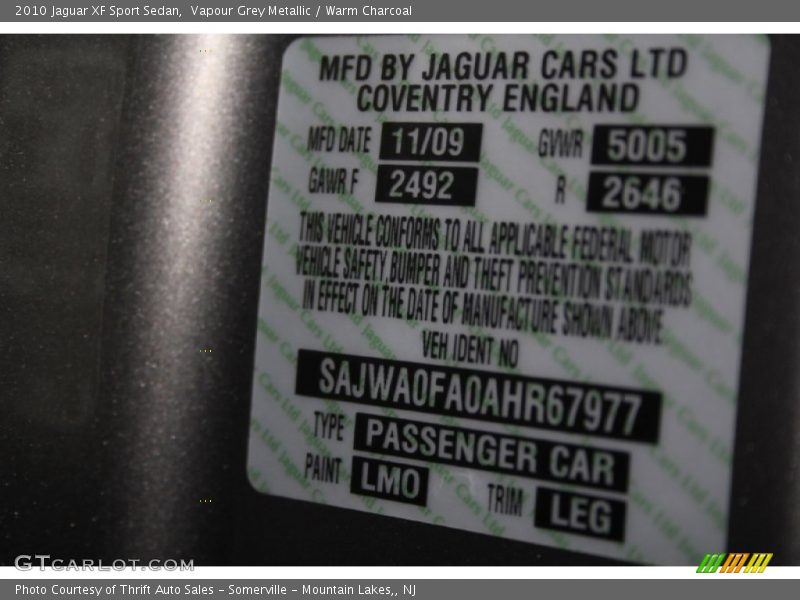 2010 Jaguar XF Sport Sedan,  Vapour Grey Metallic / Warm Charcoal
MFD BY JAGUAR CARS LTD
COVENTRY ENGLAND
MFD DATE 11/09 GVWR 5005
GAWR F 2492 R 2646
THIS VEHICLE CONFORMS TO ALL APPLICABLE FEDERAL MOTOR
VEHICLE SAFETY, BUMPER, AND THEFT PREVENTION STANDARDS
IN EFFECT ON THE DATE OF MANUFACTURE SHOWN ABOVE.
VEH IDENT NO
SAJWA0FA0AHR67977
TYPE PASSENGER CAR
PAINT LMO TRIM LEG
GTCARLOT.COM
Photo Courtesy of Thrift Auto Sales - Somerville - Mountain Lakes,, NJ